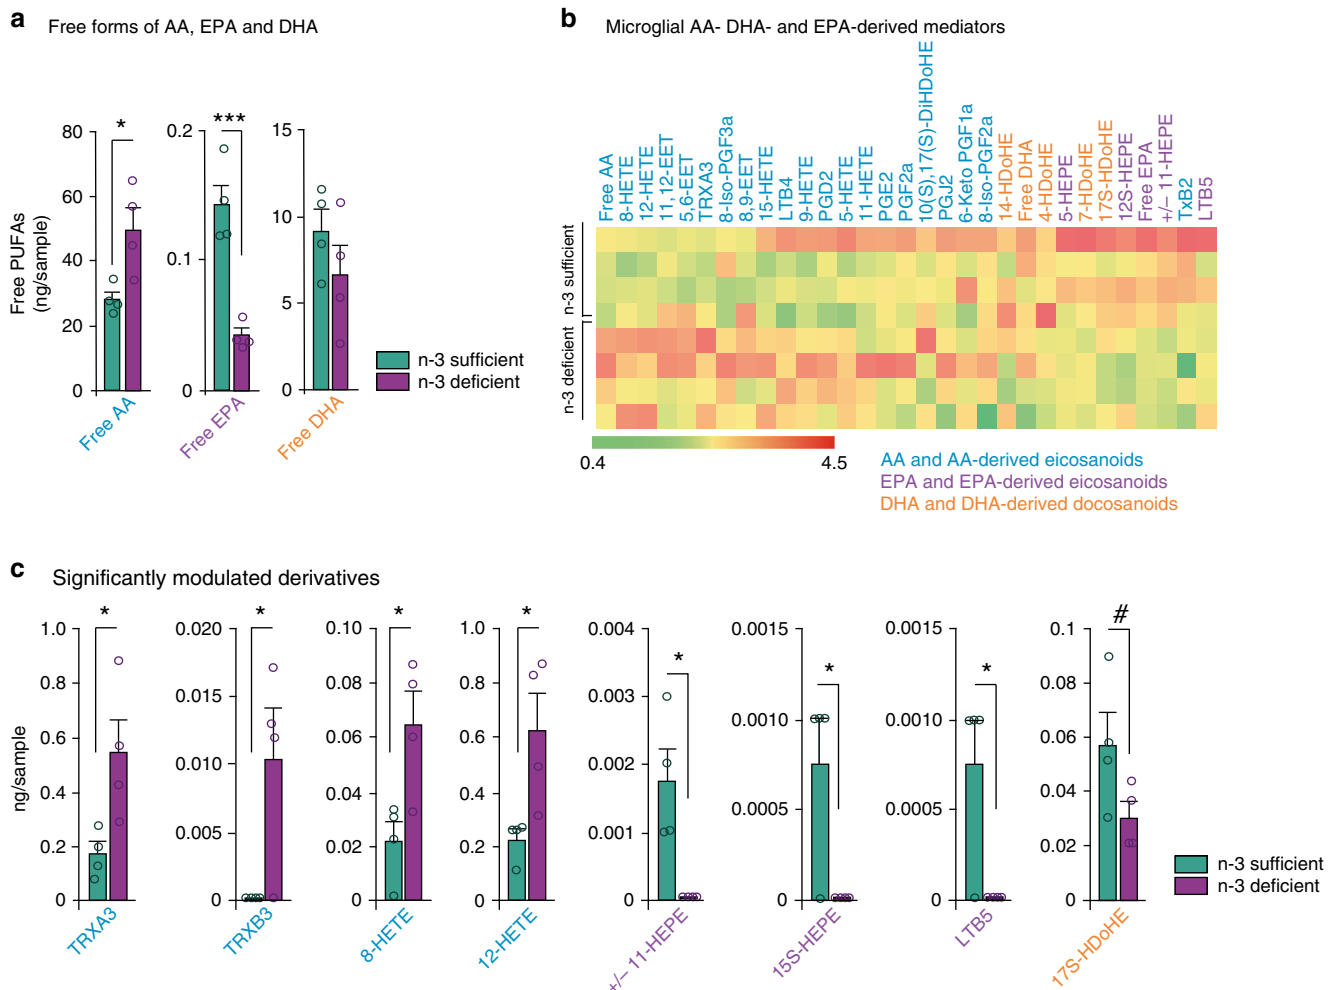 a Free forms of AA, EPA and DHA
Free PUFAs
(ng/sample)
80
60
40
20
0
*
Free AA
0.2
0.1
0
***
Free EPA
15
10
5
0
Free DHA
n-3 sufficient
n-3 deficient
b Microglial AA- DHA- and EPA-derived mediators
Free AA
8-HETE
12-HETE
11,12-EET
5,6-EET
TRXA3
8-Iso-PGF3a
8,9-EET
15-HETE
LTB4
9-HETE
PGD2
5-HETE
11-HETE
PGE2
PGF2a
10(S),17(S)-DiHDoHE
PGJ2
6-Keto PGF1a
8-Iso-PGF2a
14-HDoHE
Free DHA
4-HDoHE
5-HEPE
7-HDoHE
17S-HDoHE
12S-HEPE
Free EPA
+/– 11-HEPE
TxB2
LTB5
n-3 sufficient
n-3 deficient
0.4
4.5
AA and AA-derived eicosanoids
EPA and EPA-derived eicosanoids
DHA and DHA-derived docosanoids
c Significantly modulated derivatives
ng/sample
1.0
0.8
0.6
0.4
0.2
0
*
TRXA3
0.020
0.015
0.010
0.005
0
*
TRXB3
0.10
0.08
0.06
0.04
0.02
0
*
8-HETE
1.0
0.8
0.6
0.4
0.2
0
*
12-HETE
0.004
0.003
0.002
0.001
0
*
+/– 11-HEPE
0.0015
0.0010
0.0005
0
*
15S-HEPE
0.0015
0.0010
0.0005
0
*
LTB5
0.1
0.08
0.06
0.04
0.02
0
#
17S-HDoHE
n-3 sufficient
n-3 deficient